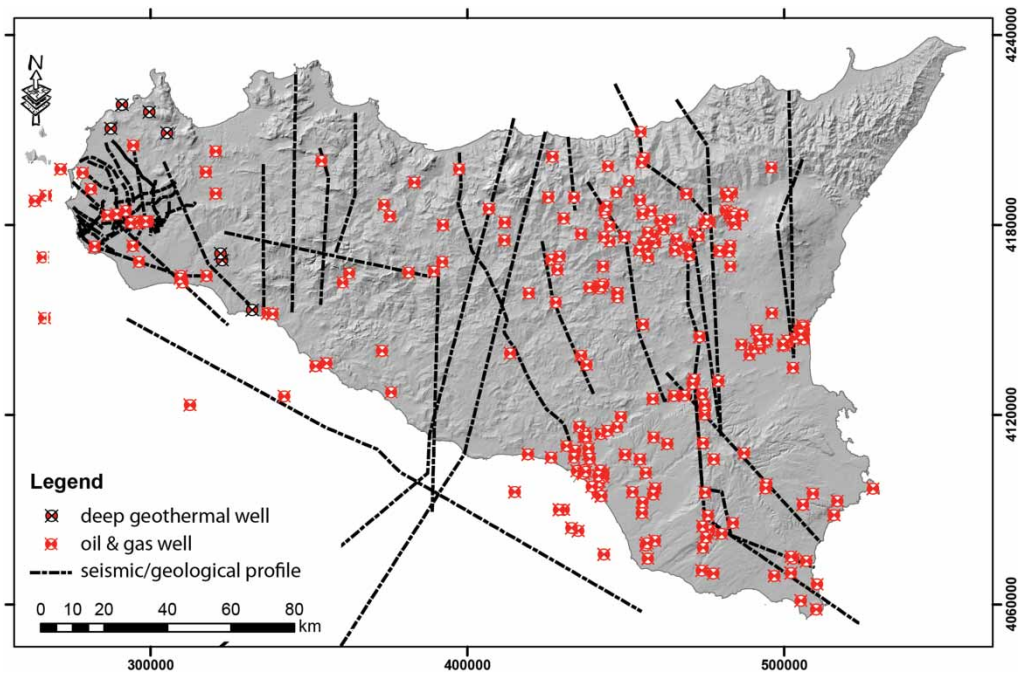 N
Legend
deep geothermal well
oil & gas well
seismic/geological profile
0 10 20 40 60 80
km
300000 400000 500000
4240000
4180000
4120000
4060000